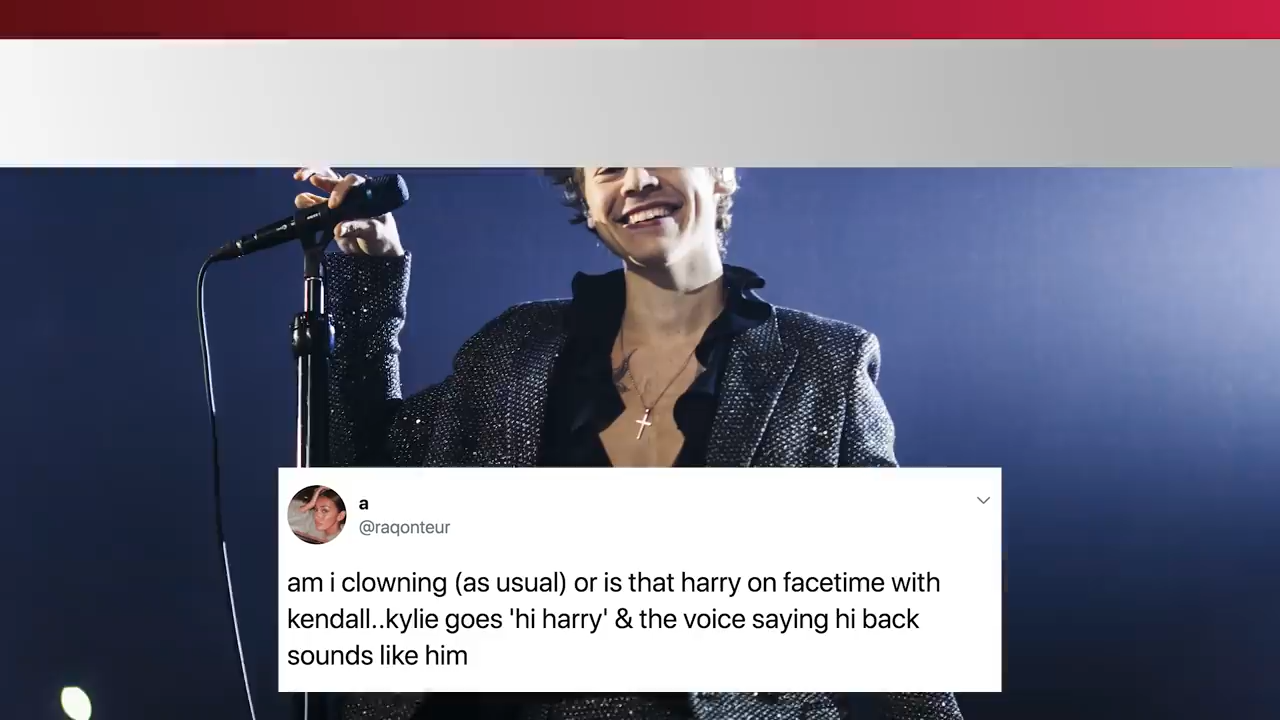 a
@raqonteur
am i clowning (as usual) or is that harry on facetime with
kendall..kylie goes 'hi harry' & the voice saying hi back
sounds like him